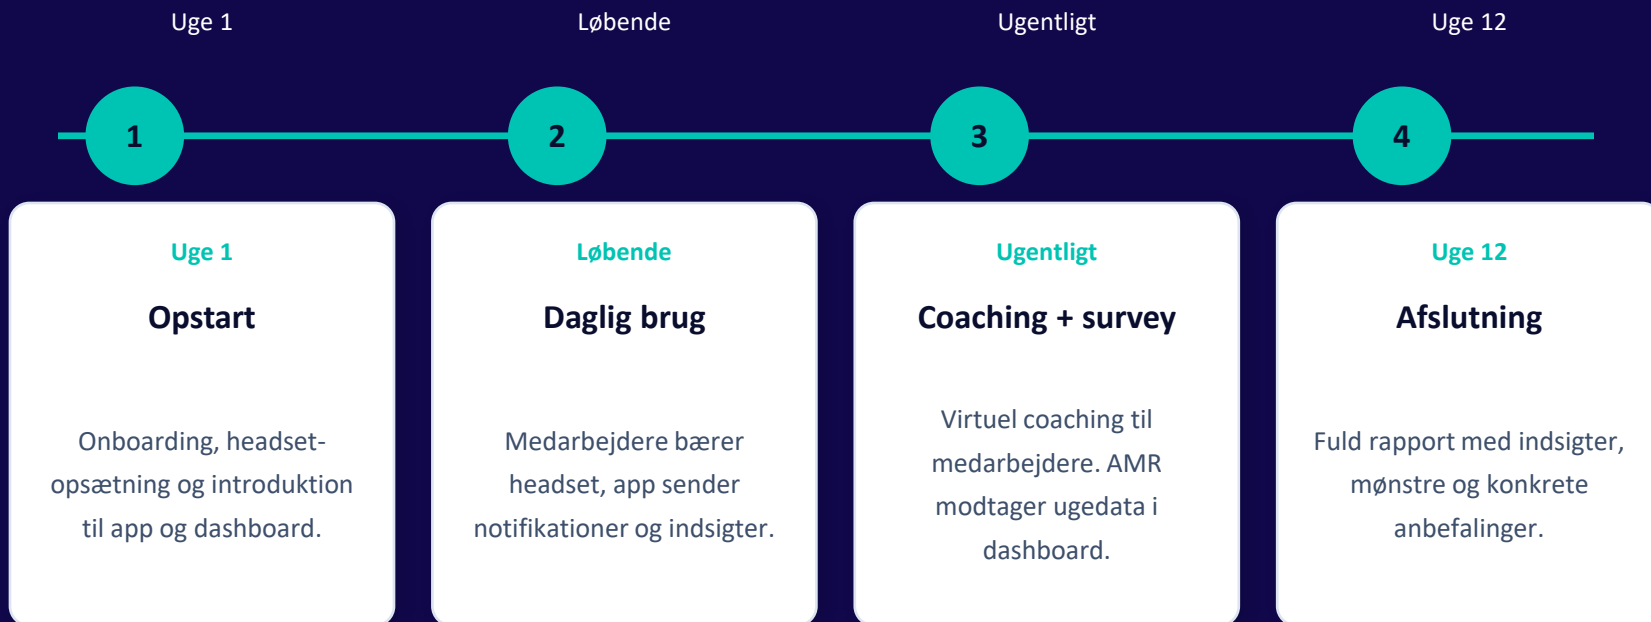 Uge 1
Løbende
Ugentligt
Uge 12
1
2
3
4
Uge 1
Opstart
Onboarding, headset-
opsætning og introduktion
til app og dashboard.
Løbende
Daglig brug
Medarbejdere bærer
headset, app sender
notifikationer og indsigter.
Ugentligt
Coaching + survey
Virtuel coaching til
medarbejdere. AMR
modtager ugedata i
dashboard.
Uge 12
Afslutning
Fuld rapport med indsigter,
mønstre og konkrete
anbefalinger.